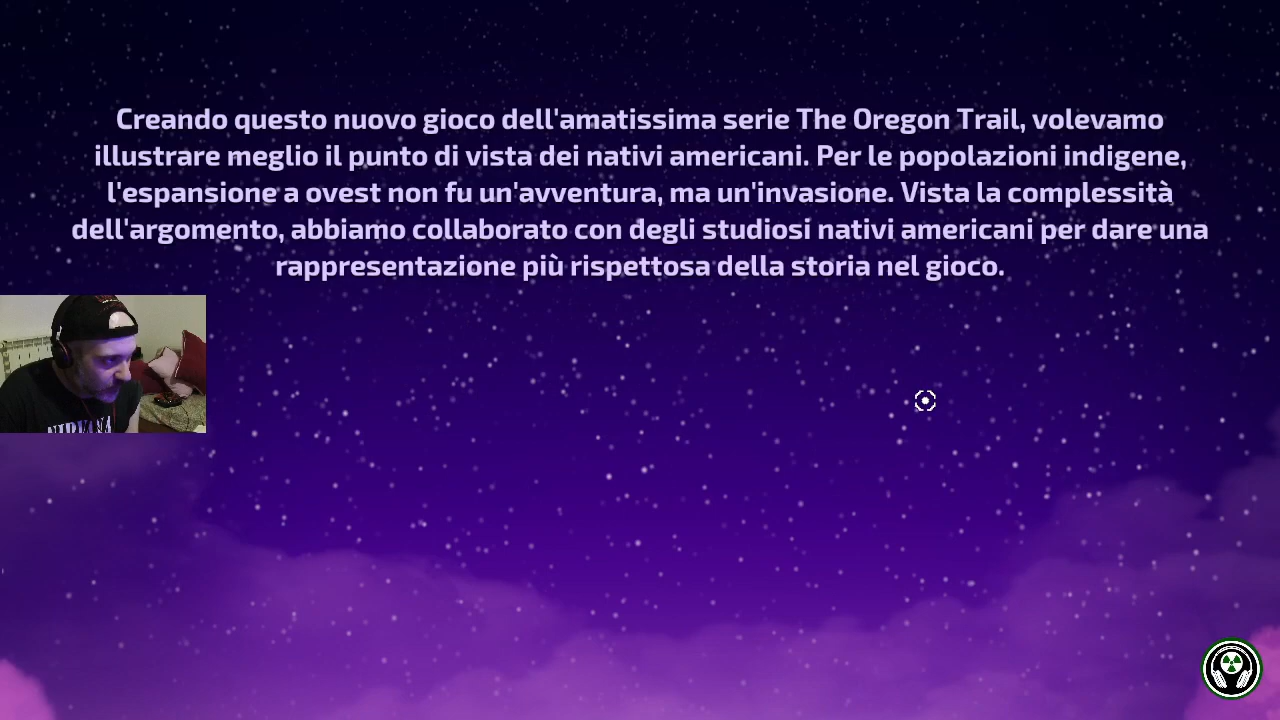 Creando questo nuovo gioco dell'amatissima serie The Oregon Trail, volevamo
illustrare meglio il punto di vista dei nativi americani. Per le popolazioni indigene,
l'espansione a ovest non fu un'avventura, ma un'invasione. Vista la complessità
dell'argomento, abbiamo collaborato con degli studiosi nativi americani per dare una
rappresentazione più rispettosa della storia nel gioco.
NIRVANA